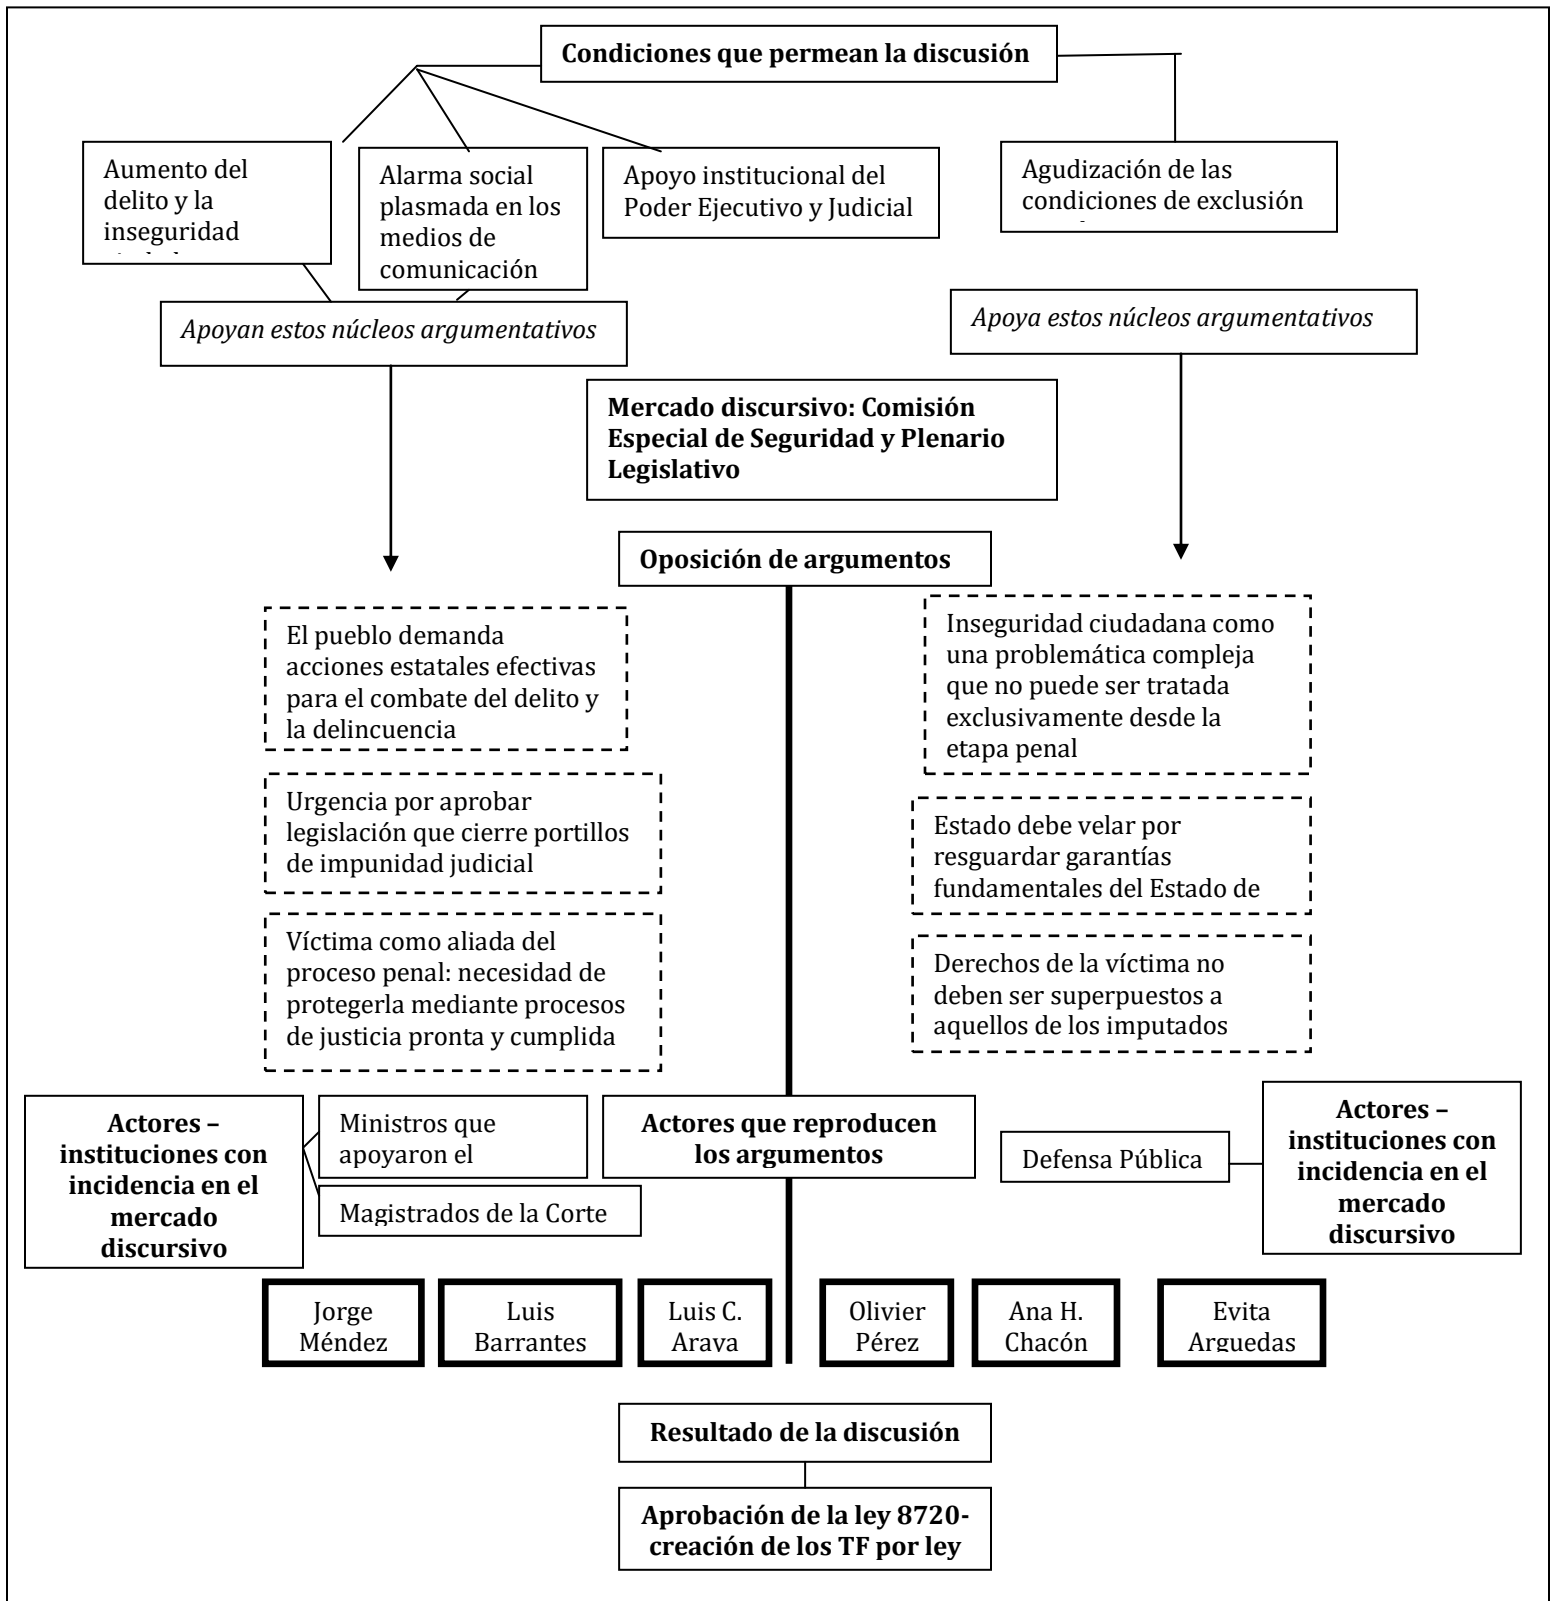 Condiciones que permean la discusión
Aumento del
delito y la
inseguridad
Alarma social
plasmada en los
medios de
comunicación
Apoyo institucional del
Poder Ejecutivo y Judicial
Agudización de las
condiciones de exclusión
Apoyan estos núcleos argumentativos
Apoya estos núcleos argumentativos
Mercado discursivo: Comisión
Especial de Seguridad y Plenario
Legislativo
Oposición de argumentos
El pueblo demanda
acciones estatales efectivas
para el combate del delito y
la delincuencia
Urgencia por aprobar
legislación que cierre portillos
de impunidad judicial
Víctima como aliada del
proceso penal: necesidad de
protegerla mediante procesos
de justicia pronta y cumplida
Inseguridad ciudadana como
una problemática compleja
que no puede ser tratada
exclusivamente desde la
etapa penal
Estado debe velar por
resguardar garantías
fundamentales del Estado de
Derechos de la víctima no
deben ser superpuestos a
aquellos de los imputados
Actores –
instituciones con
incidencia en el
mercado
discursivo
Ministros que
apoyaron el
Magistrados de la Corte
Actores que reproducen
los argumentos
Defensa Pública
Actores –
instituciones con
incidencia en el
mercado
discursivo
Jorge
Méndez
Luis
Barrantes
Luis C.
Araya
Olivier
Pérez
Ana H.
Chacón
Evita
Arguedas
Resultado de la discusión
Aprobación de la ley 8720-
creación de los TF por ley